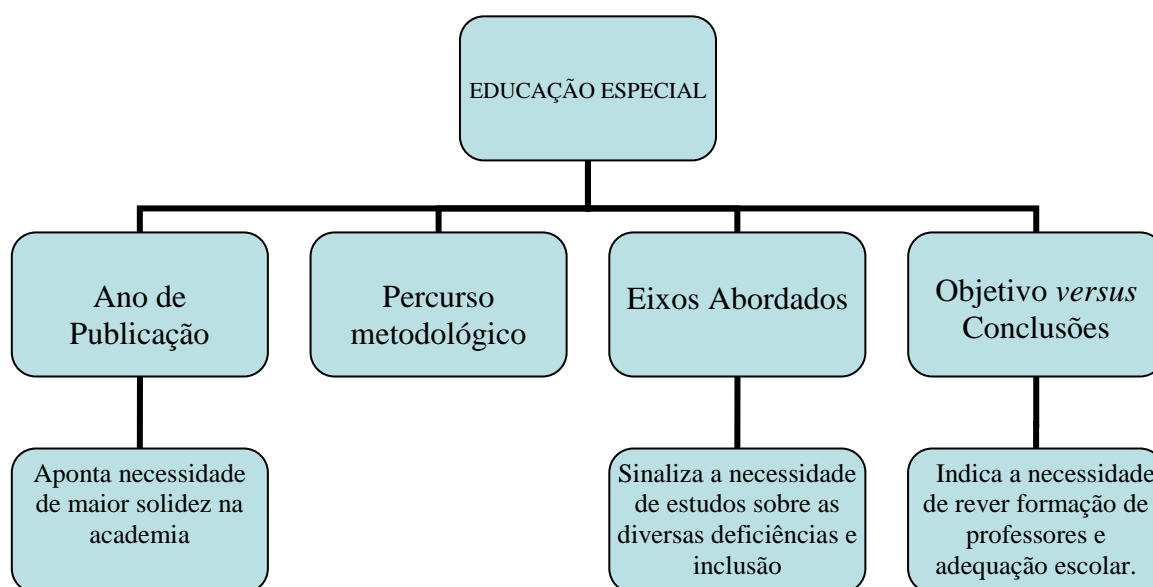 EDUCAÇÃO ESPECIAL
Ano de
Publicação
Percurso
metodológico
Eixos Abordados
Objetivo versus
Conclusões
Aponta necessidade
de maior solidez na
academia
Sinaliza a necessidade
de estudos sobre as
diversas deficiências e
inclusão
Indica a necessidade
de rever formação de
professores e
adequação escolar.